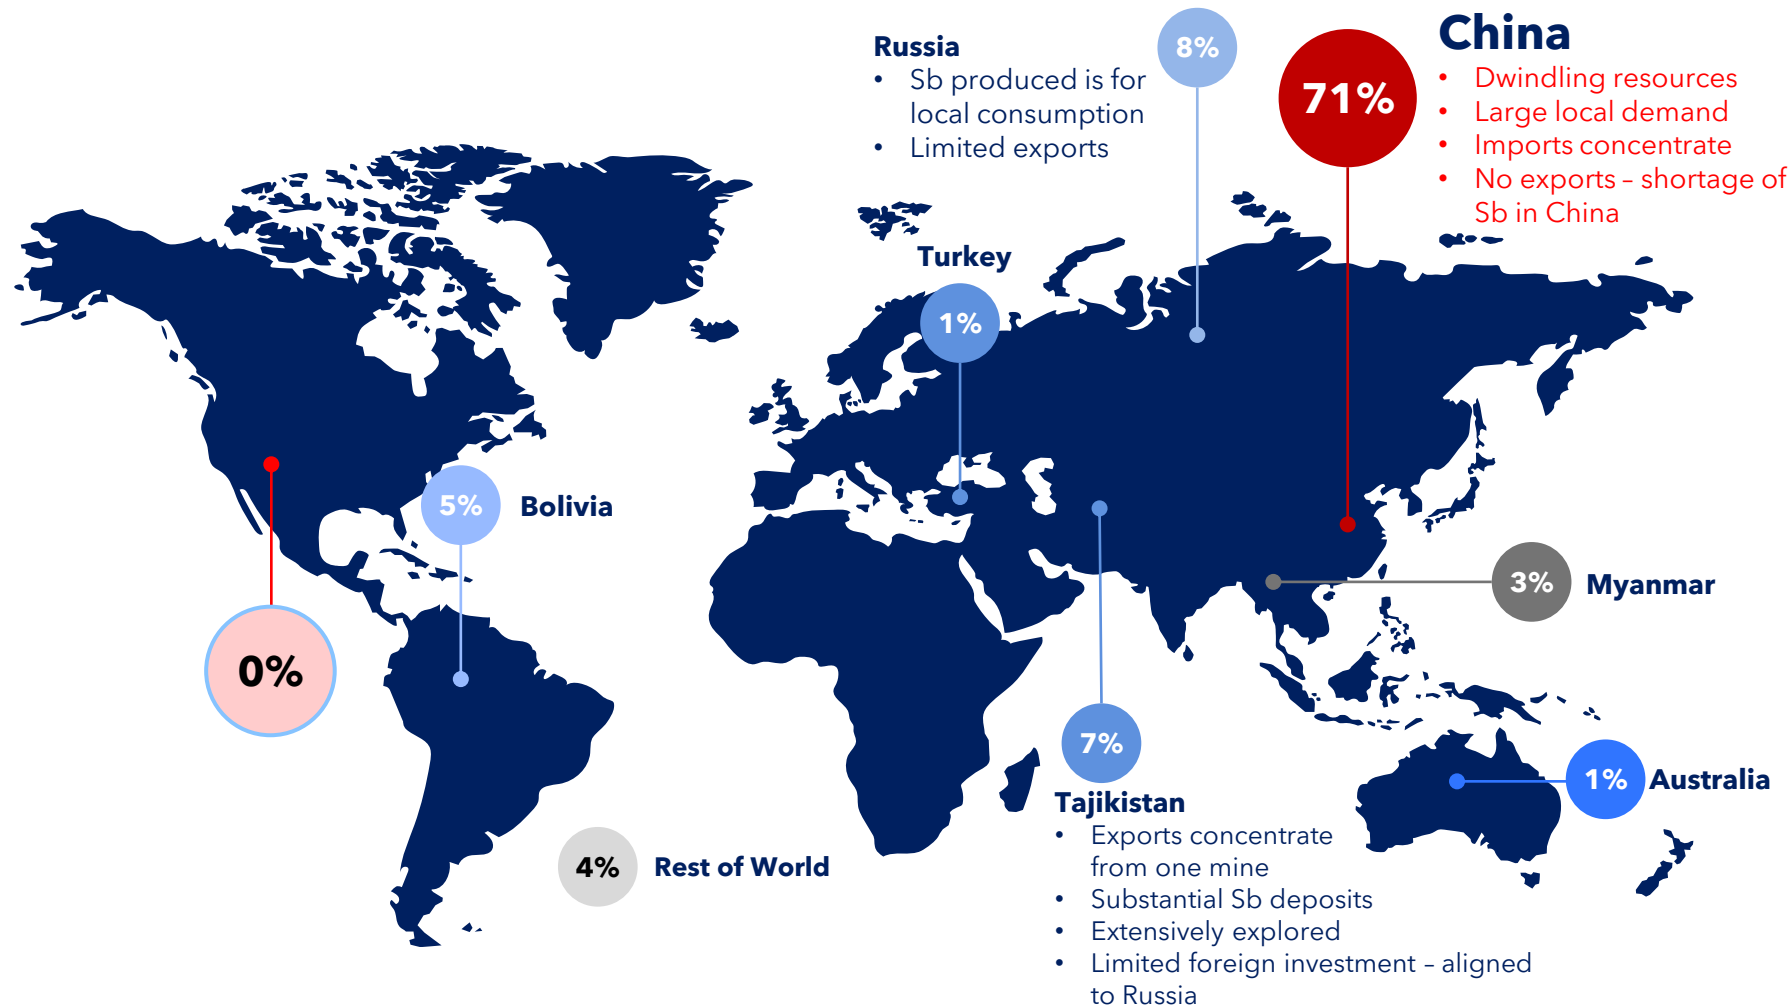 Russia
• Sb produced is for
local consumption
• Limited exports
8%
71%
China
• Dwindling resources
• Large local demand
• Imports concentrate
• No exports – shortage of
Sb in China
Turkey
1%
5%
Bolivia
0%
3%
Myanmar
7%
Tajikistan
• Exports concentrate
from one mine
• Substantial Sb deposits
• Extensively explored
• Limited foreign investment – aligned
to Russia
1%
Australia
4%
Rest of World